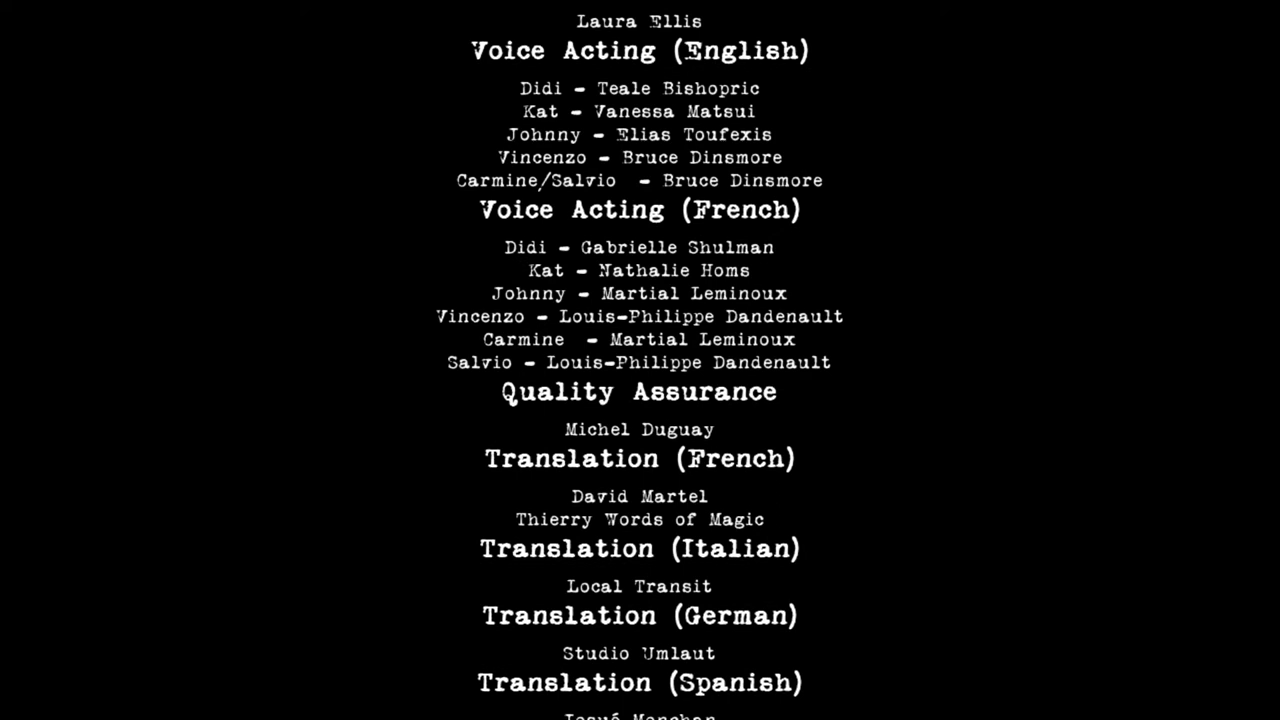 Laura Ellis
Voice Acting (English)
Didi - Teale Bishopric
Kat - Vanessa Matsui
Johnny - Elias Toufexis
Vincenzo - Bruce Dinsmore
Carmine/Salvio - Bruce Dinsmore
Voice Acting (French)
Didi - Gabrielle Shulman
Kat - Nathalie Homs
Johnny - Martial Leminoux
Vincenzo - Louis-Philippe Dandenault
Carmine - Martial Leminoux
Salvio - Louis-Philippe Dandenault
Quality Assurance
Michel Duguay
Translation (French)
David Martel
Thierry Words of Magic
Translation (Italian)
Local Transit
Translation (German)
Studio Umlaut
Translation (Spanish)